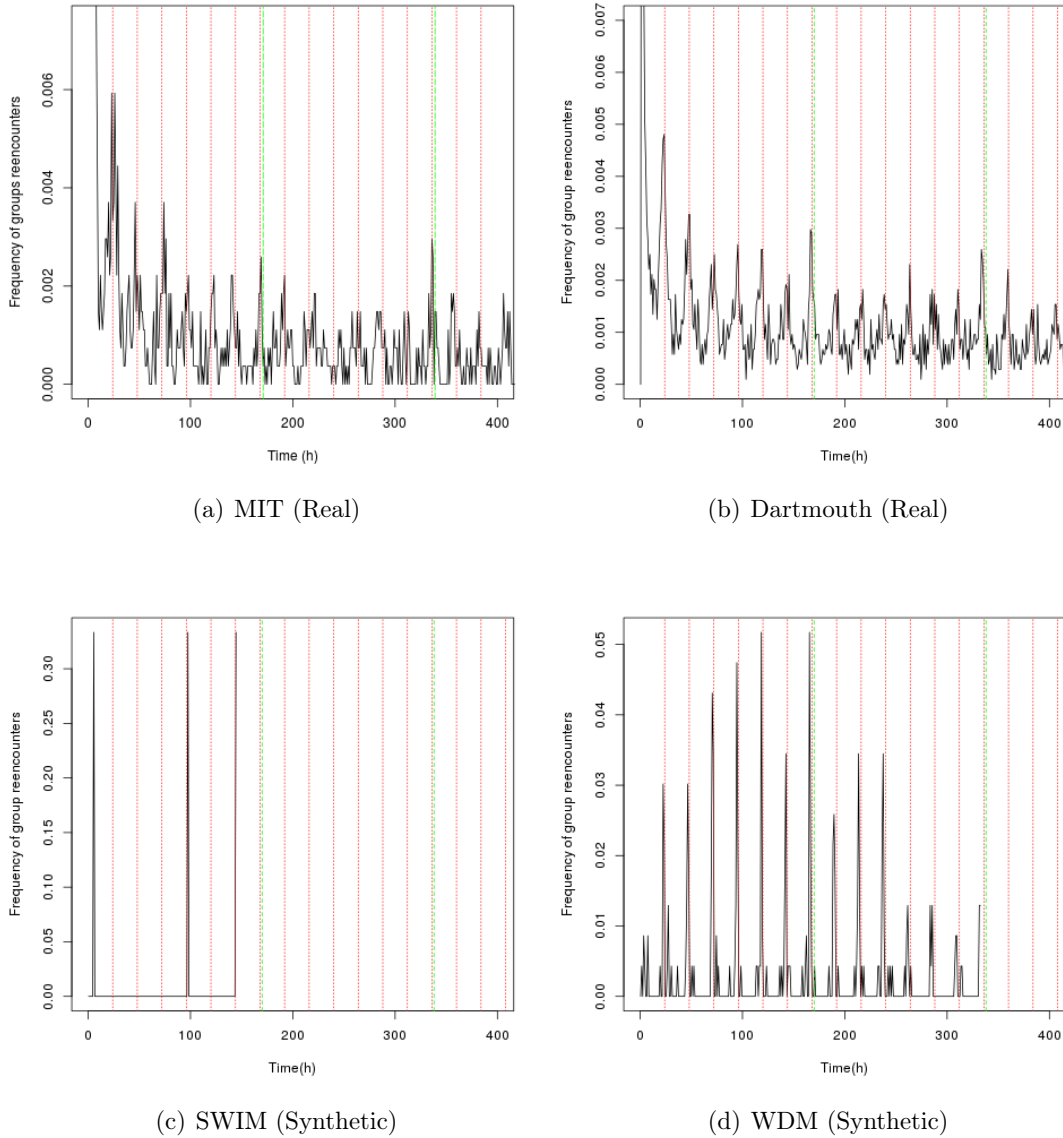 Frequency of groups reencounters
0.006
0.004
0.002
0.000
0 100 200 300 400
Time (h)
(a) MIT (Real)
Frequency of group reencounters
0.007
0.006
0.005
0.004
0.003
0.002
0.001
0.000
0 100 200 300 400
Time(h)
(b) Dartmouth (Real)
Frequency of group reencounters
0.30
0.25
0.20
0.15
0.10
0.05
0.00
0 100 200 300 400
Time(h)
(c) SWIM (Synthetic)
Frequency of group reencounters
0.05
0.04
0.03
0.02
0.01
0.00
0 100 200 300 400
Time(h)
(d) WDM (Synthetic)